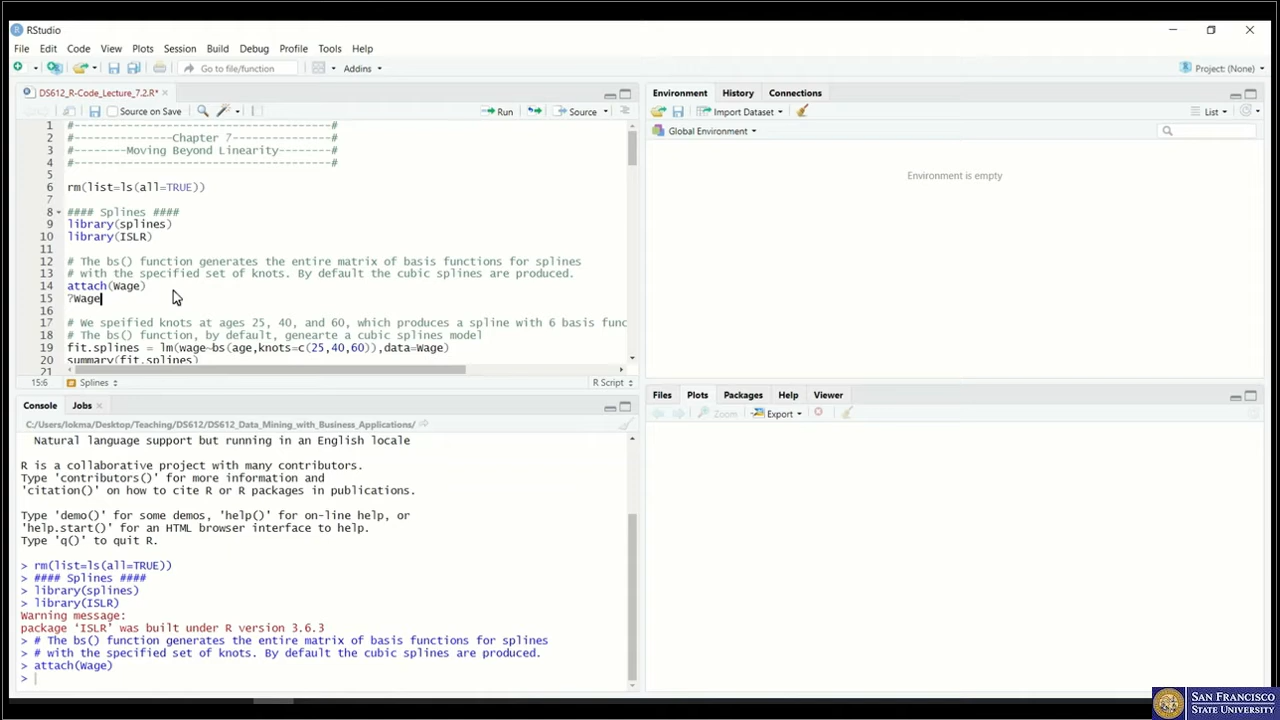 RStudio
File Edit Code View Plots Session Build Debug Profile Tools Help
Go to file/function Addins Project: (None)
DS612_R-Code_Lecture_7.2.R*
Source on Save Run Source
1 #-----------------------------------#
2 #---------------Chapter 7---------------#
3 #--------Moving Beyond Linearity--------#
4 #-----------------------------------#
5
6 rm(list=ls(all=TRUE))
7
8 #### Splines ####
9 library(splines)
10 library(ISLR)
11
12 # The bs() function generates the entire matrix of basis functions for splines
13 # with the specified set of knots. By default the cubic splines are produced.
14 attach(Wage)
15 ?Wage
16
17 # We speified knots at ages 25, 40, and 60, which produces a spline with 6 basis func
18 # The bs() function, by default, genearte a cubic splines model
19 fit.splines = lm(wage~bs(age,knots=c(25,40,60)),data=Wage)
20 summary(fit.splines)
21
15:6 Splines R Script
Console Jobs
C:/Users/lokma/Desktop/Teaching/DS612/DS612_Data_Mining_with_Business_Applications/
Natural language support but running in an English locale
R is a collaborative project with many contributors.
Type 'contributors()' for more information and
'citation()' on how to cite R or R packages in publications.
Type 'demo()' for some demos, 'help()' for on-line help, or
'help.start()' for an HTML browser interface to help.
Type 'q()' to quit R.
> rm(list=ls(all=TRUE))
> #### Splines ####
> library(splines)
> library(ISLR)
Warning message:
package ‘ISLR’ was built under R version 3.6.3
> # The bs() function generates the entire matrix of basis functions for splines
> # with the specified set of knots. By default the cubic splines are produced.
> attach(Wage)
>
Environment History Connections
Import Dataset List
Global Environment
Environment is empty
Files Plots Packages Help Viewer
Zoom Export
SAN FRANCISCO
STATE UNIVERSITY